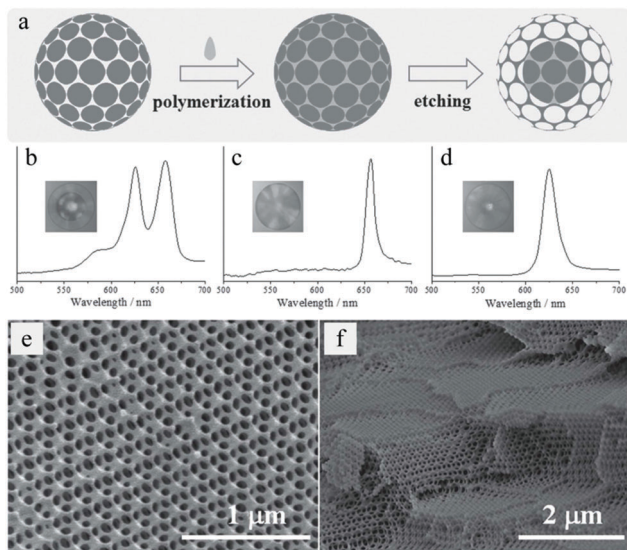 a
polymerization
etching
b
c
d
500 550 600 650 700
500 550 600 650 700
500 550 600 650 700
Wavelength / nm
Wavelength / nm
Wavelength / nm
e
f
1 μm
2 μm